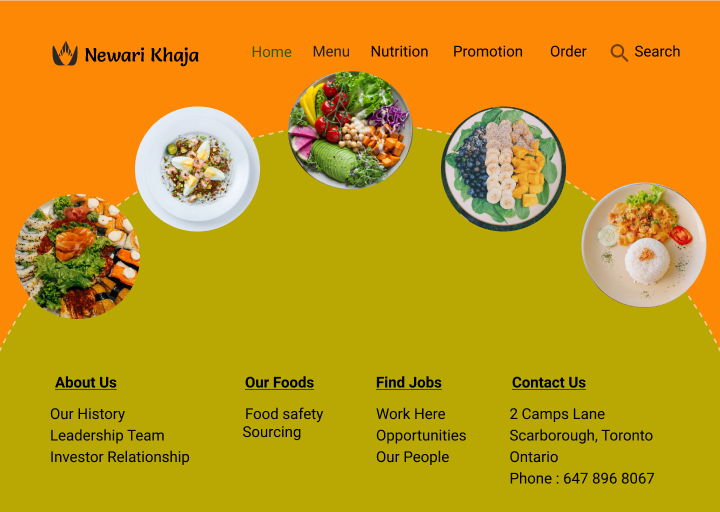 Newari Khaja
Home Menu Nutrition Promotion Order Search
About Us
Our History
Leadership Team
Investor Relationship
Our Foods
Food safety
Sourcing
Find Jobs
Work Here
Opportunities
Our People
Contact Us
2 Camps Lane
Scarborough, Toronto
Ontario
Phone : 647 896 8067